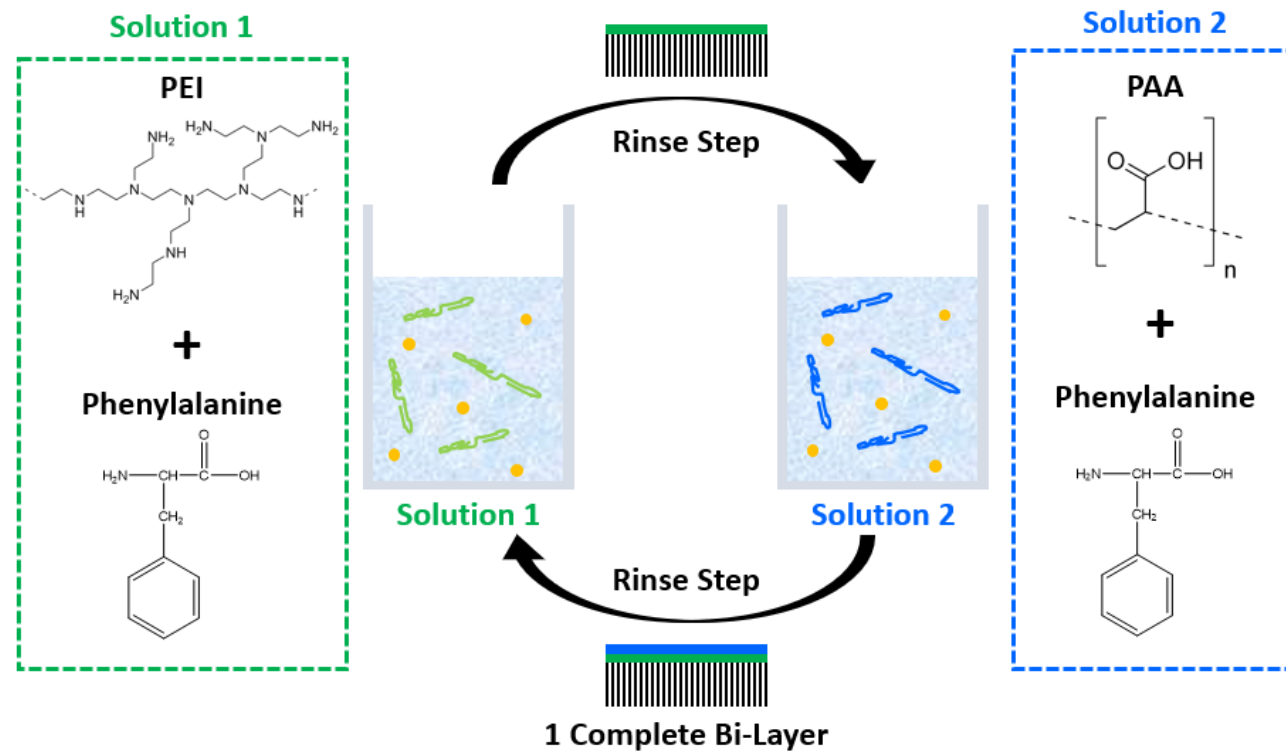 Solution 1
PEI
NH₂
H₂N
NH₂
N
N
N
N
N
H
N
H
NH
H₂N
+
Phenylalanine
O
H₂N
CH
C
OH
CH₂
Rinse Step
Solution 1
Solution 2
Rinse Step
1 Complete Bi-Layer
Solution 2
PAA
O
OH
n
+
Phenylalanine
O
H₂N
CH
C
OH
CH₂